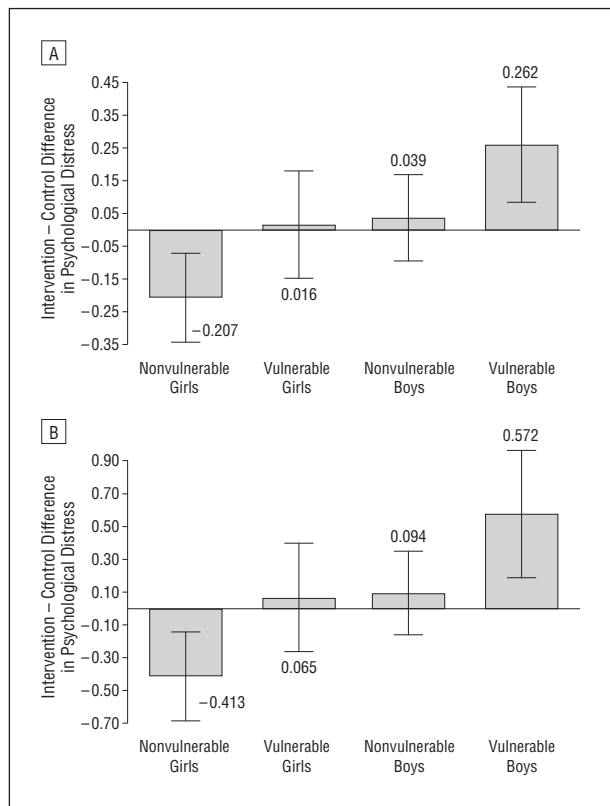 A
Intervention – Control Difference
in Psychological Distress
0.45
0.35
0.25
0.15
0.05
−0.05
−0.15
−0.25
−0.35
−0.207
0.016
0.039
0.262
Nonvulnerable
Girls
Vulnerable
Girls
Nonvulnerable
Boys
Vulnerable
Boys
B
Intervention – Control Difference
in Psychological Distress
0.90
0.70
0.50
0.30
0.10
−0.10
−0.30
−0.50
−0.70
−0.413
0.065
0.094
0.572
Nonvulnerable
Girls
Vulnerable
Girls
Nonvulnerable
Boys
Vulnerable
Boys